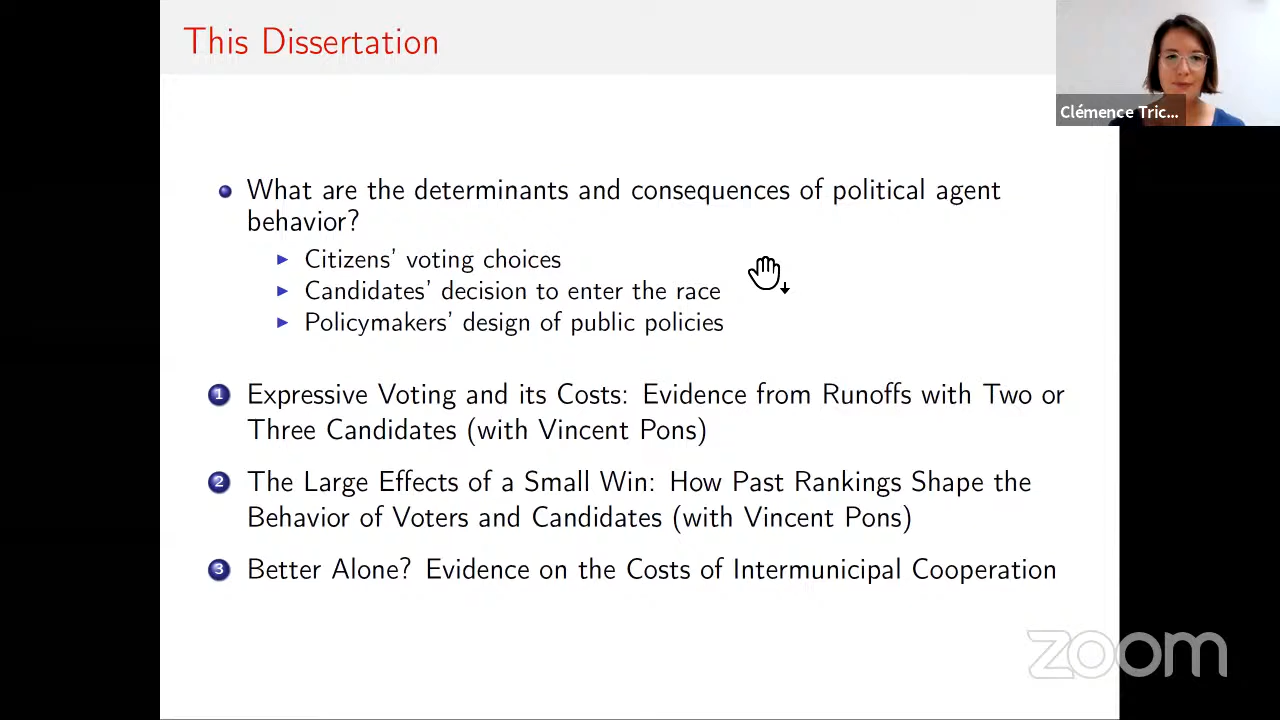 This Dissertation
Clémence Tric...
What are the determinants and consequences of political agent
behavior?
Citizens' voting choices
Candidates' decision to enter the race
Policymakers' design of public policies
1 Expressive Voting and its Costs: Evidence from Runoffs with Two or
Three Candidates (with Vincent Pons)
2 The Large Effects of a Small Win: How Past Rankings Shape the
Behavior of Voters and Candidates (with Vincent Pons)
3 Better Alone? Evidence on the Costs of Intermunicipal Cooperation
zoom